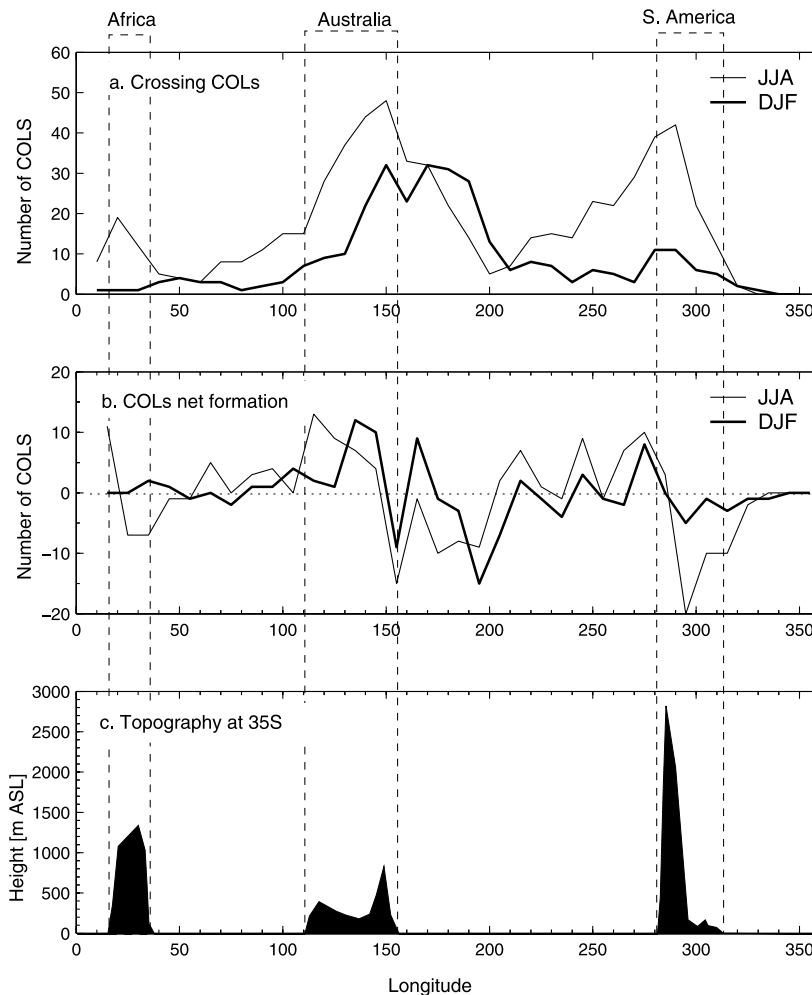 Africa Australia S. America
60
50
40
30
20
10
0
Number of COLS
a. Crossing COLs
JJA
DJF
0 50 100 150 200 250 300 350
20
10
0
−10
−20
Number of COLS
b. COLs net formation
JJA
DJF
0 50 100 150 200 250 300 350
3000
2500
2000
1500
1000
500
0
Height [m ASL]
c. Topography at 35S
0 50 100 150 200 250 300 350
Longitude